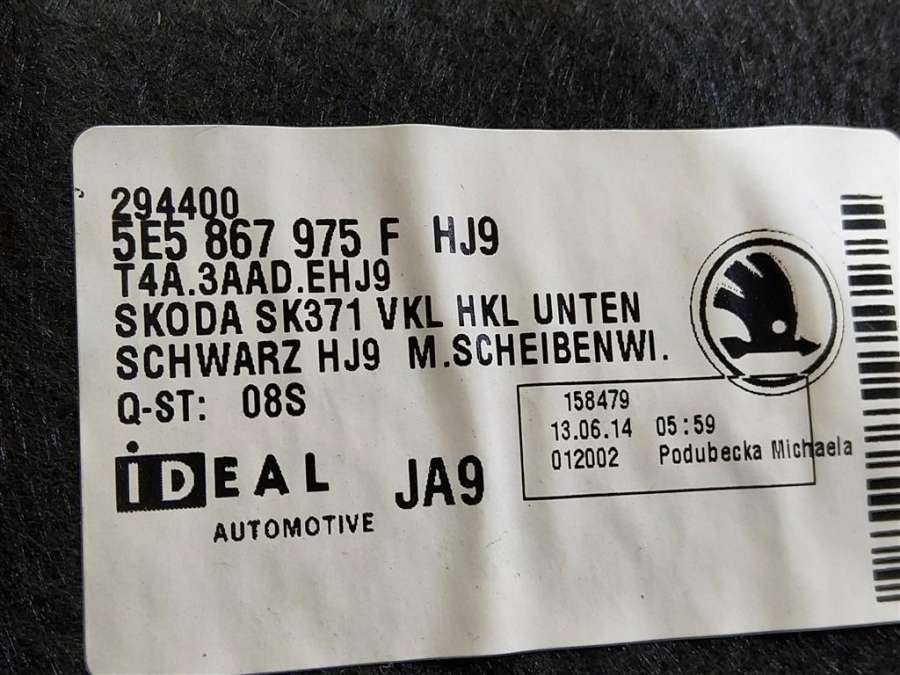 294400
5E5 867 975 F HJ9
T4A.3AAD.EHJ9
SKODA SK371 VKL HKL UNTEN
SCHWARZ HJ9 M.SCHEIBENWI.
Q-ST: 08S
158479
13.06.14 05:59
012002 Podubecka Michaela
iDEAL JA9
AUTOMOTIVE